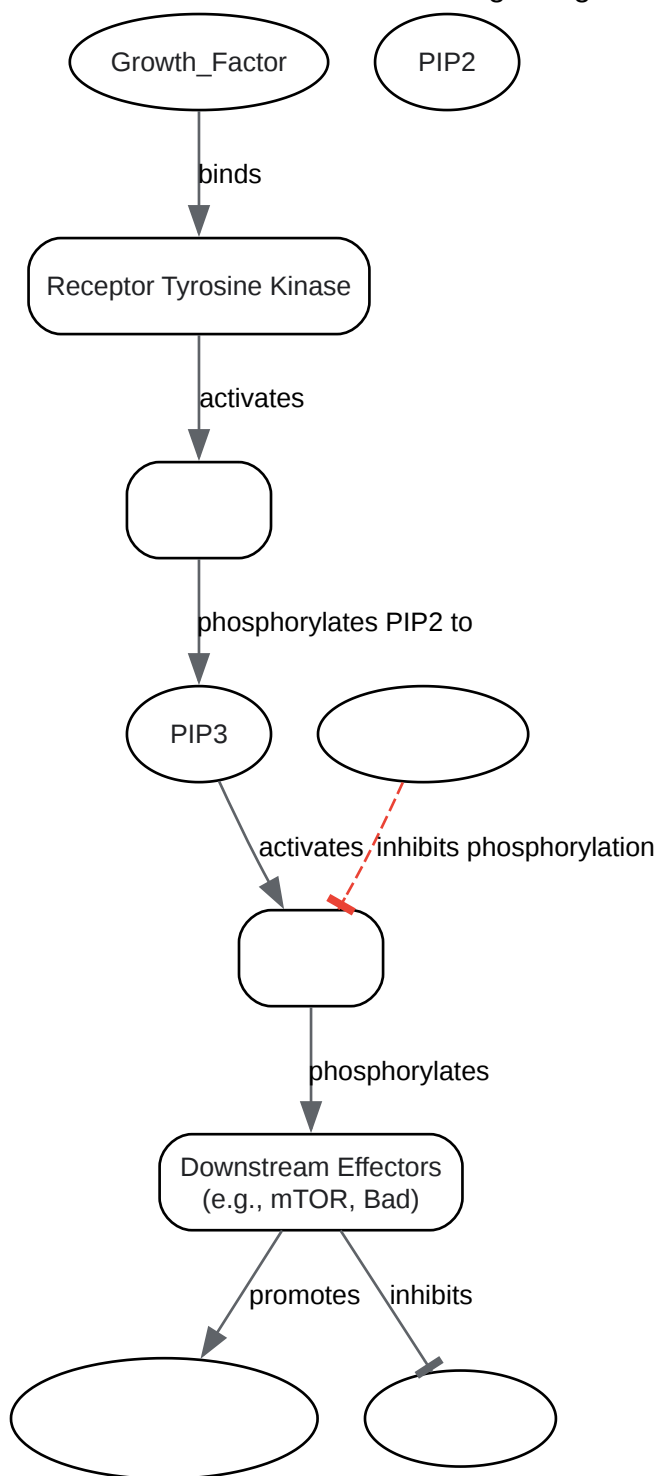 Growth_Factor
PIP2
binds
Receptor Tyrosine Kinase
activates
phosphorylates PIP2 to
PIP3
activates
inhibits phosphorylation
phosphorylates
Downstream Effectors
(e.g., mTOR, Bad)
promotes
inhibits